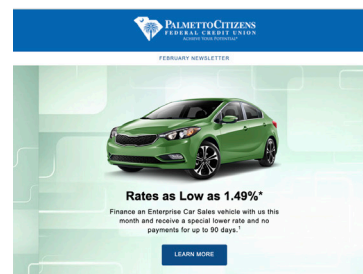 PALMETTOCITIZENS
FEDERAL CREDIT UNION
ACHIEVE YOUR POTENTIAL®
FEBRUARY NEWSLETTER
Rates as Low as 1.49%*
Finance an Enterprise Car Sales vehicle with us this
month and receive a special lower rate and no
payments for up to 90 days.¹
LEARN MORE